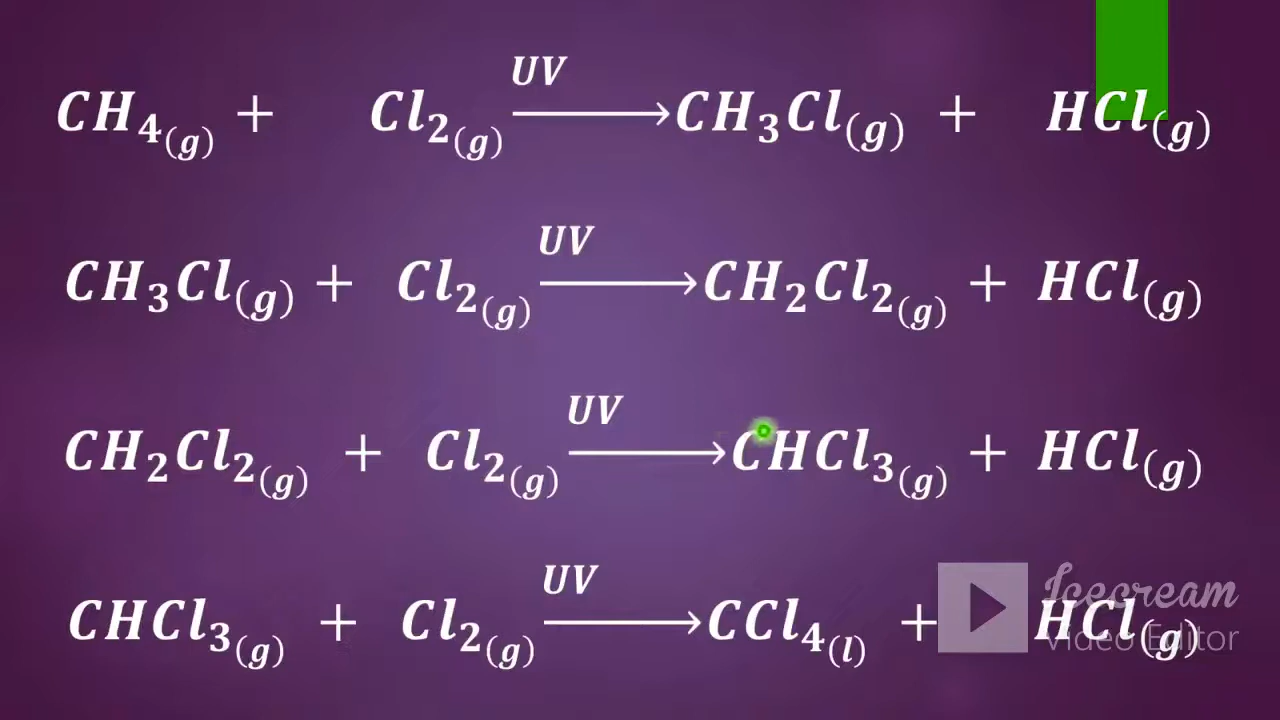 UV
CH₄(g) + Cl₂(g) ⟶ CH₃Cl(g) + HCl(g)
UV
CH₃Cl(g) + Cl₂(g) ⟶ CH₂Cl₂(g) + HCl(g)
UV
CH₂Cl₂(g) + Cl₂(g) ⟶ CHCl₃(g) + HCl(g)
UV
CHCl₃(g) + Cl₂(g) ⟶ CCl₄(l) + HCl(g)
Icecream
Video Editor